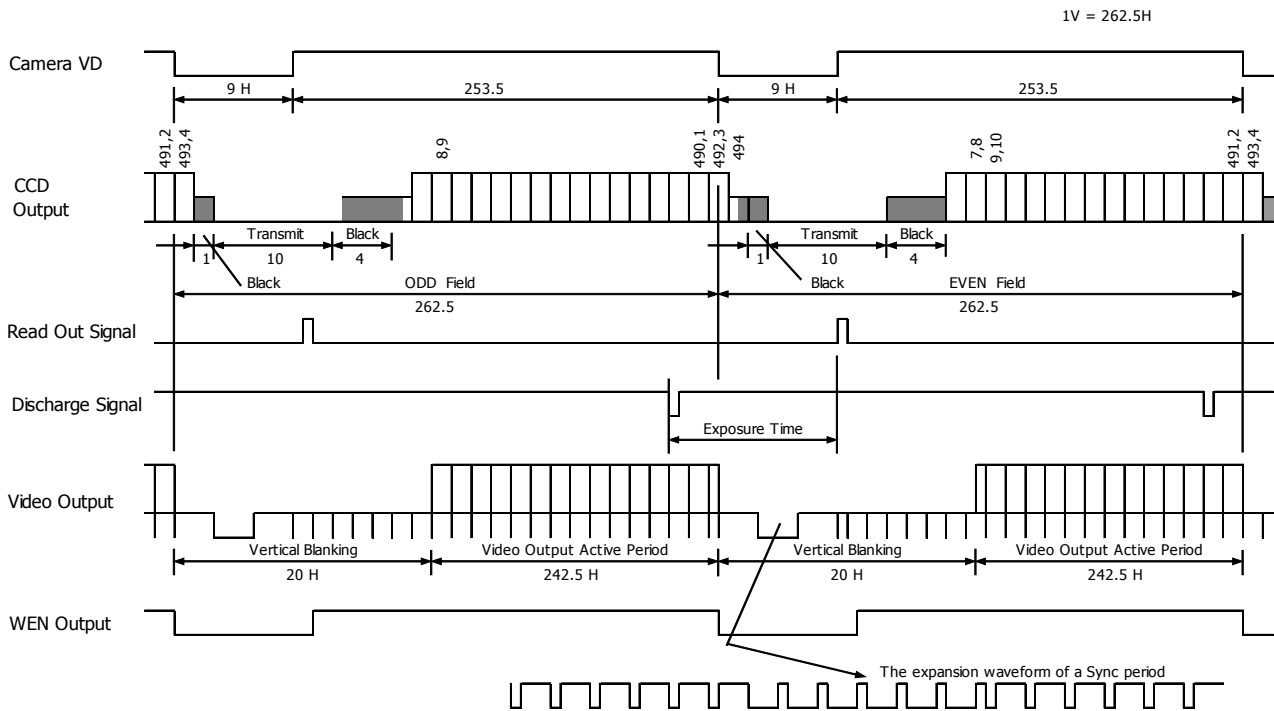 1V = 262.5H
Camera VD
9 H 253.5 9 H 253.5
491,2 493,4 8,9 490,1 492,3 494 7,8 9,10 491,2 493,4
CCD
Output
Transmit Black Transmit Black
1 10 4 1 10 4
Black ODD Field Black EVEN Field
262.5 262.5
Read Out Signal
Discharge Signal
Exposure Time
Video Output
Vertical Blanking Video Output Active Period Vertical Blanking Video Output Active Period
20 H 242.5 H 20 H 242.5 H
WEN Output
The expansion waveform of a Sync period